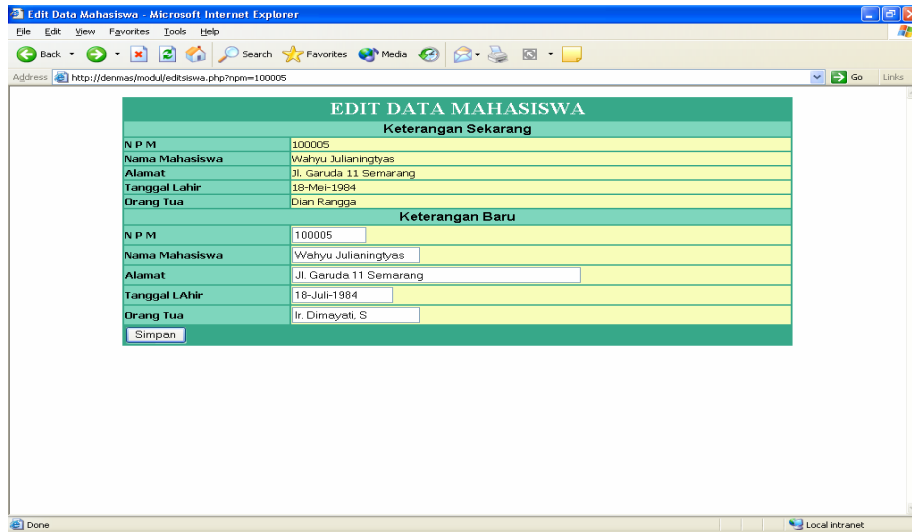 Edit Data Mahasiswa - Microsoft Internet Explorer
File Edit View Favorites Tools Help
Back Search Favorites Media
Address http://denmas/modul/editsiswa.php?npm=100005 Go Links
EDIT DATA MAHASISWA
Keterangan Sekarang
N P M 100005
Nama Mahasiswa Wahyu Julianingtyas
Alamat Jl. Garuda 11 Semarang
Tanggal Lahir 18-Mei-1984
Orang Tua Dian Rangga
Keterangan Baru
N P M 100005
Nama Mahasiswa Wahyu Julianingtyas
Alamat Jl. Garuda 11 Semarang
Tanggal LAhir 18-Juli-1984
Orang Tua Ir. Dimayati, S
Simpan
Done Local intranet